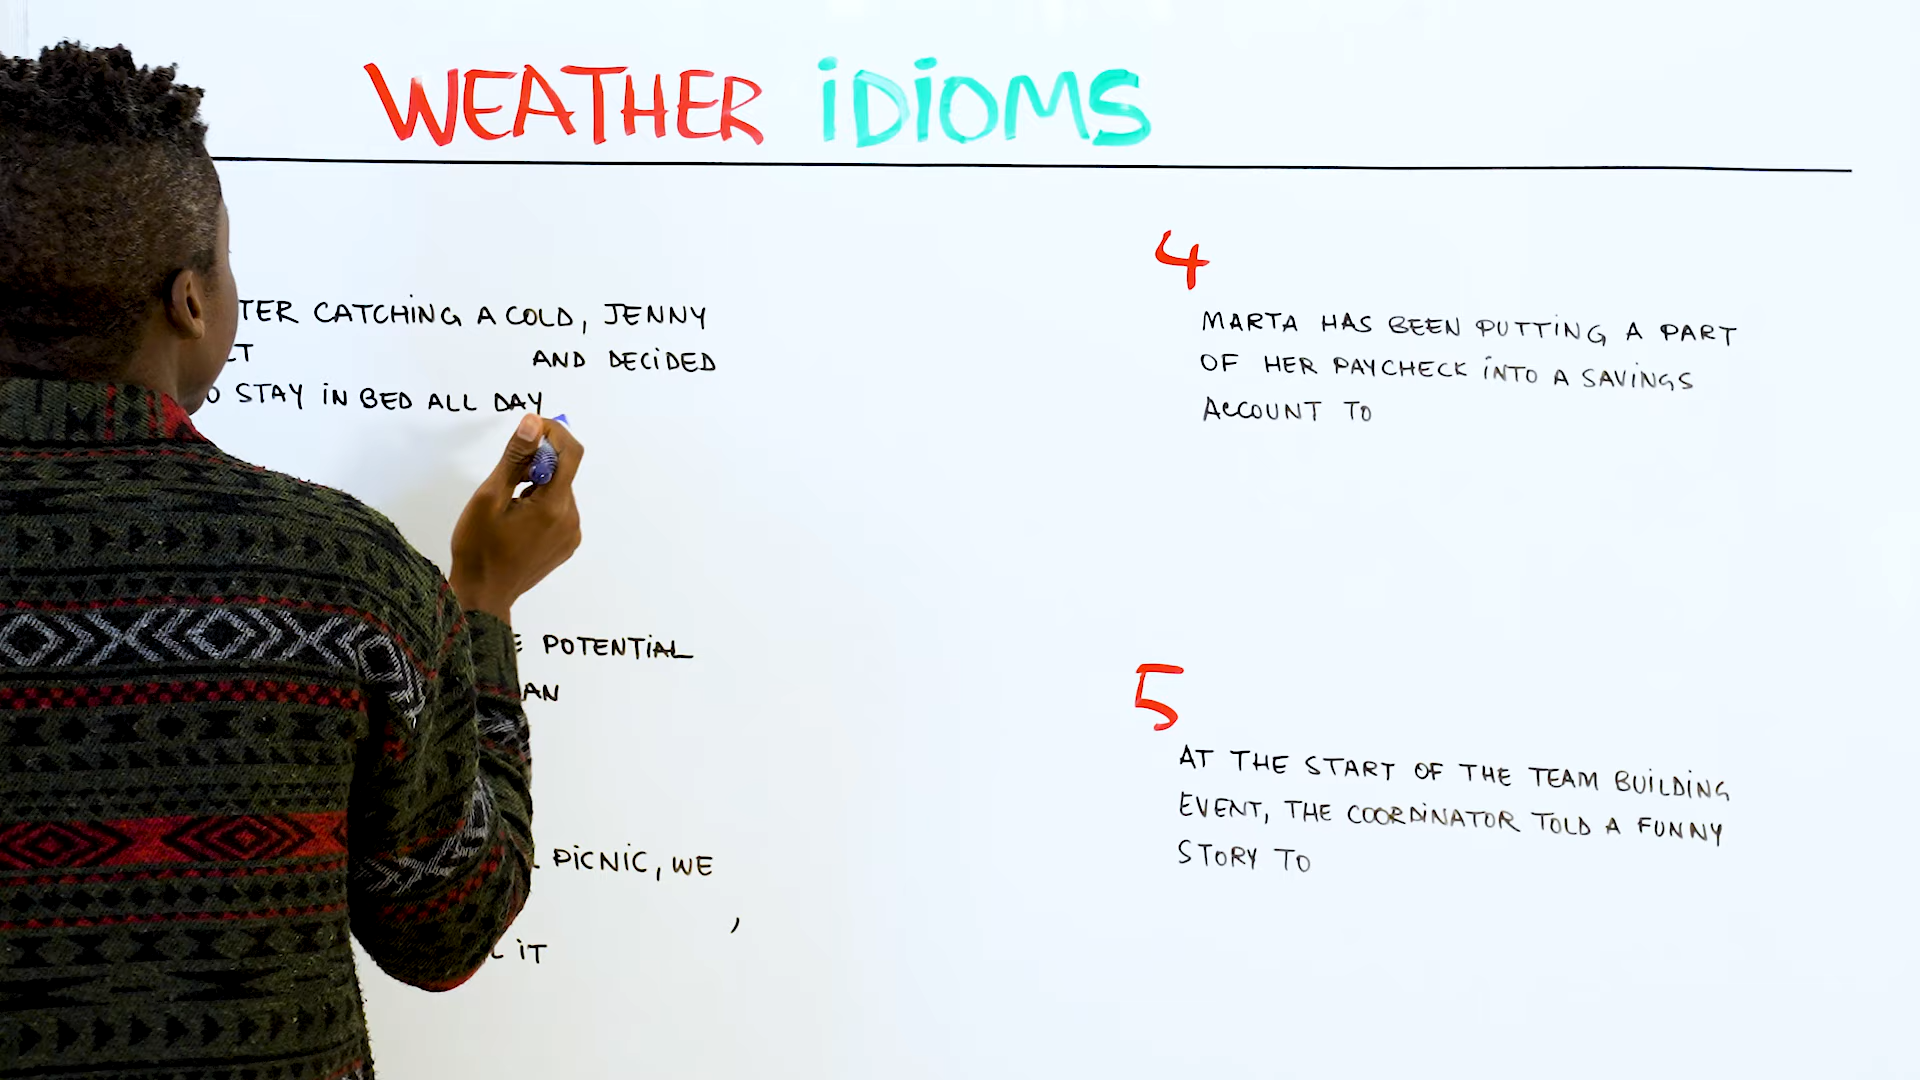 WEATHER iDiOMS
TER CATCHiNG A COLD, JENNY
AND DECiDED
STAY iN BED ALL DAY
POTENTiAL
AN
PiCNiC, WE
,
iT
4
MARTA HAS BEEN PUTTiNG A PART
OF HER PAYCHECK iNTO A SAViNGS
ACCOUNT TO
5
AT THE START OF THE TEAM BUiLDiNG
EVENT, THE COORDiNATOR TOLD A FUNNY
STORY TO